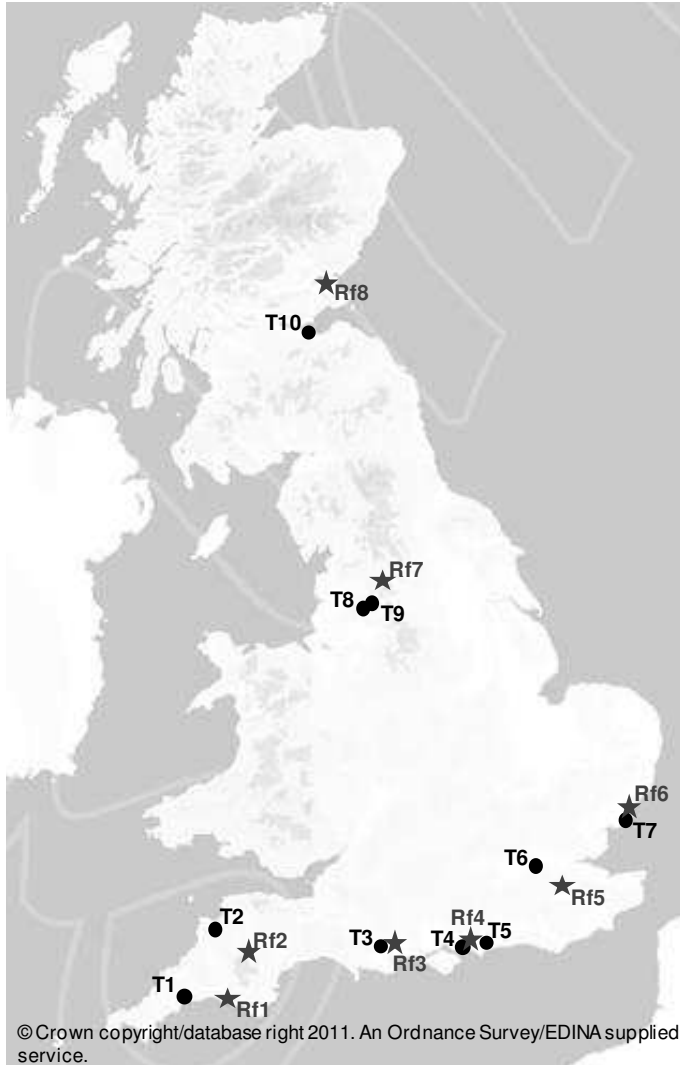 Rf8
T10
Rf7
T8
T9
Rf6
T7
T6
Rf5
T2
Rf4
T5
T3
T4
Rf2
Rf3
T1
Rf1
© Crown copyright/database right 2011. An Ordnance Survey/EDINA supplied
service.